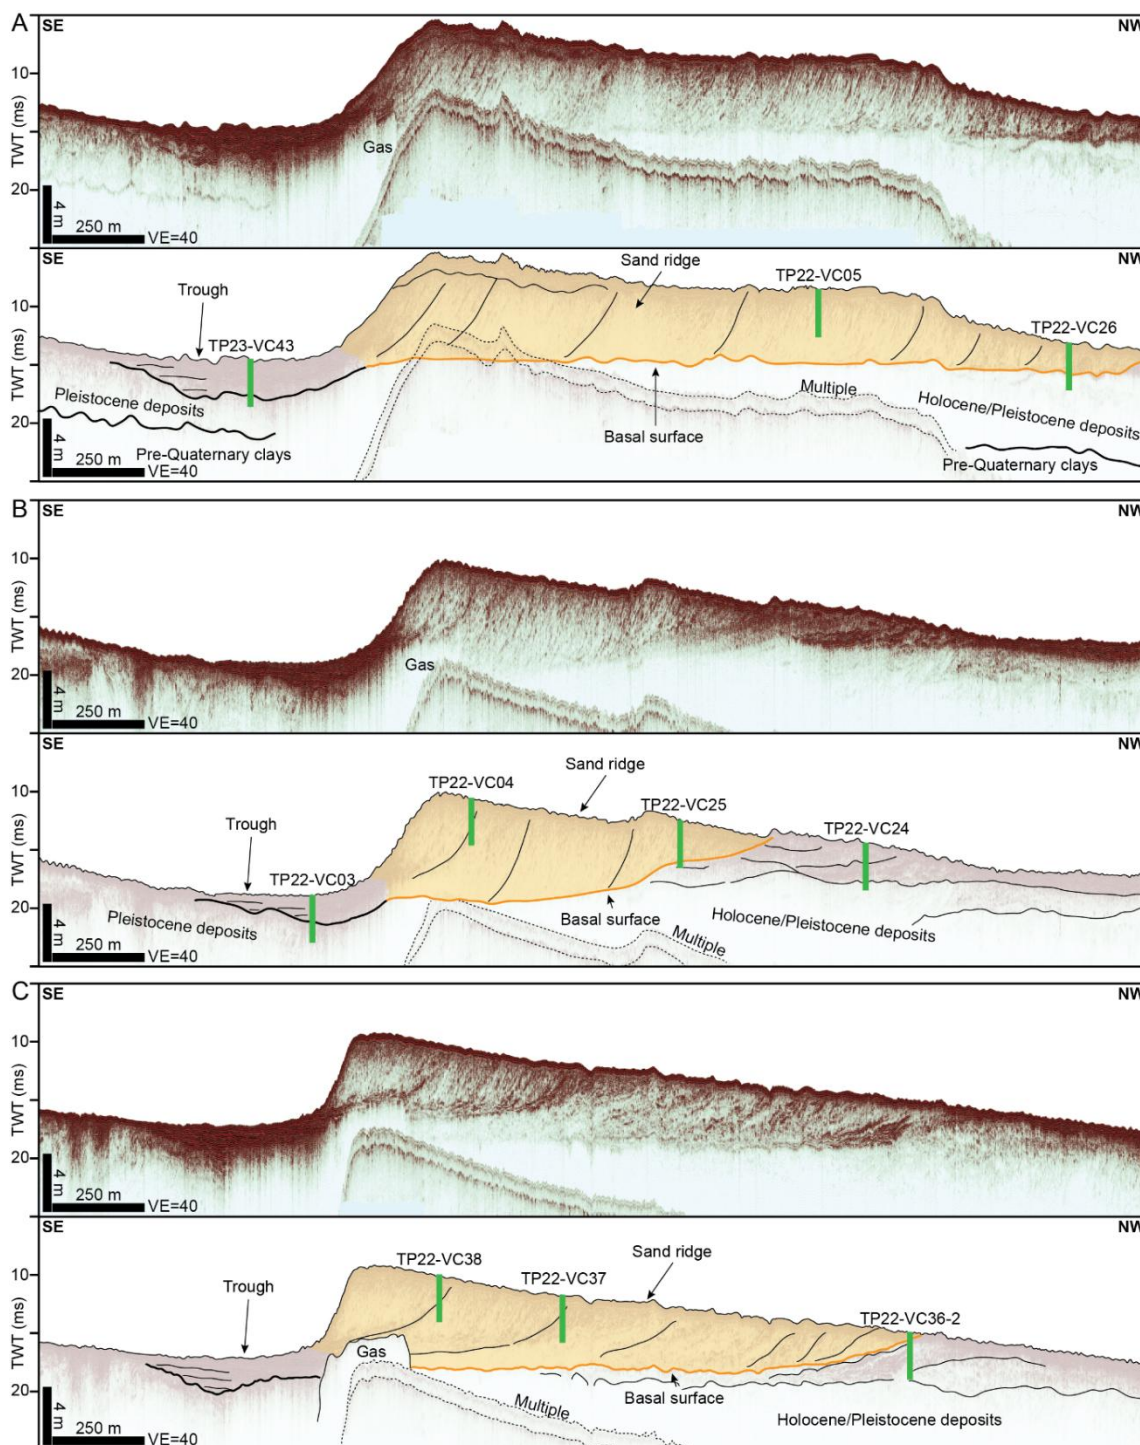 A
SE
NW
10
TWT (ms)
Gas
20
4 m
250 m
VE=40
SE
NW
Sand ridge
TP22-VC05
10
Trough
TP23-VC43
TP22-VC26
TWT (ms)
Multiple
Pleistocene deposits
Holocene/Pleistocene deposits
20
Basal surface
4 m
Pre-Quaternary clays
Pre-Quaternary clays
250 m
VE=40
B
SE
NW
10
TWT (ms)
Gas
20
4 m
250 m
VE=40
SE
NW
Sand ridge
TP22-VC04
10
TP22-VC25
Trough
TP22-VC24
TWT (ms)
TP22-VC03
20
Pleistocene deposits
Basal surface
Holocene/Pleistocene deposits
Multiple
4 m
250 m
VE=40
C
SE
NW
10
TWT (ms)
20
4 m
250 m
VE=40
SE
NW
Sand ridge
TP22-VC38
10
TP22-VC37
Trough
TP22-VC36-2
TWT (ms)
Gas
20
Basal surface
Multiple
Holocene/Pleistocene deposits
4 m
250 m
VE=40